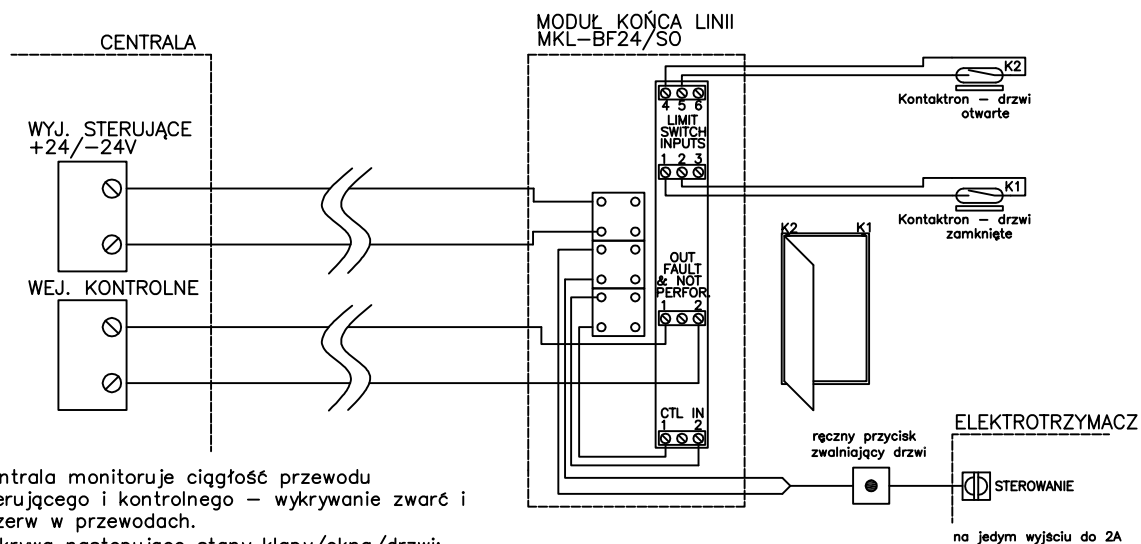 CENTRALA
WYJ. STERUJĄCE
+24/−24V
WEJ. KONTROLNE
MODUŁ KOŃCA LINII
MKL−BF24/SO
4 5 6
LIMIT
SWITCH
INPUTS
1 2 3
OUT
FAULT
& NOT
PERFOR.
1 2
CTL IN
1 2
K2
Kontaktron − drzwi
otwarte
K1
Kontaktron − drzwi
zamknięte
K2 K1
ręczny przycisk
zwalniający drzwi
ELEKTROTRZYMACZ
STEROWANIE
na jedym wyjściu do 2A
ntrala monitoruje ciągłość przewodu
erującego i kontrolnego − wykrywanie zwarć i
zerw w przewodach.